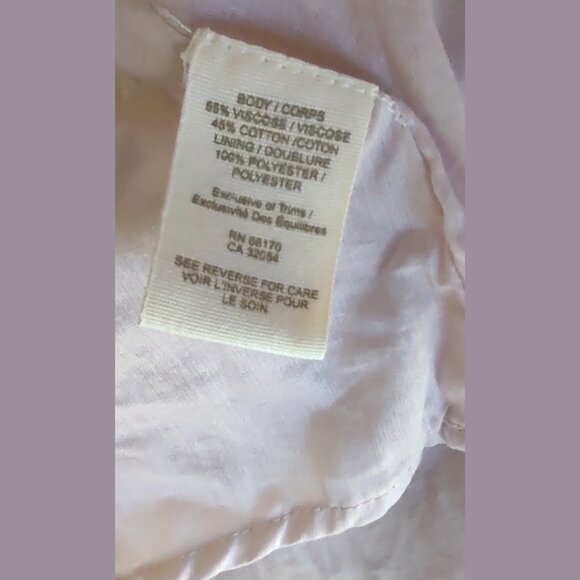 BODY / CORPS
55% VISCOSE / VISCOSE
45% COTTON /COTON
LINING / DOUBLURE
100% POLYESTER /
POLYESTER
Exclusive of Trims /
Exclusivité Des Équilibres
RN 66170
CA 32054
SEE REVERSE FOR CARE
VOIR L'INVERSE POUR
LE SOIN